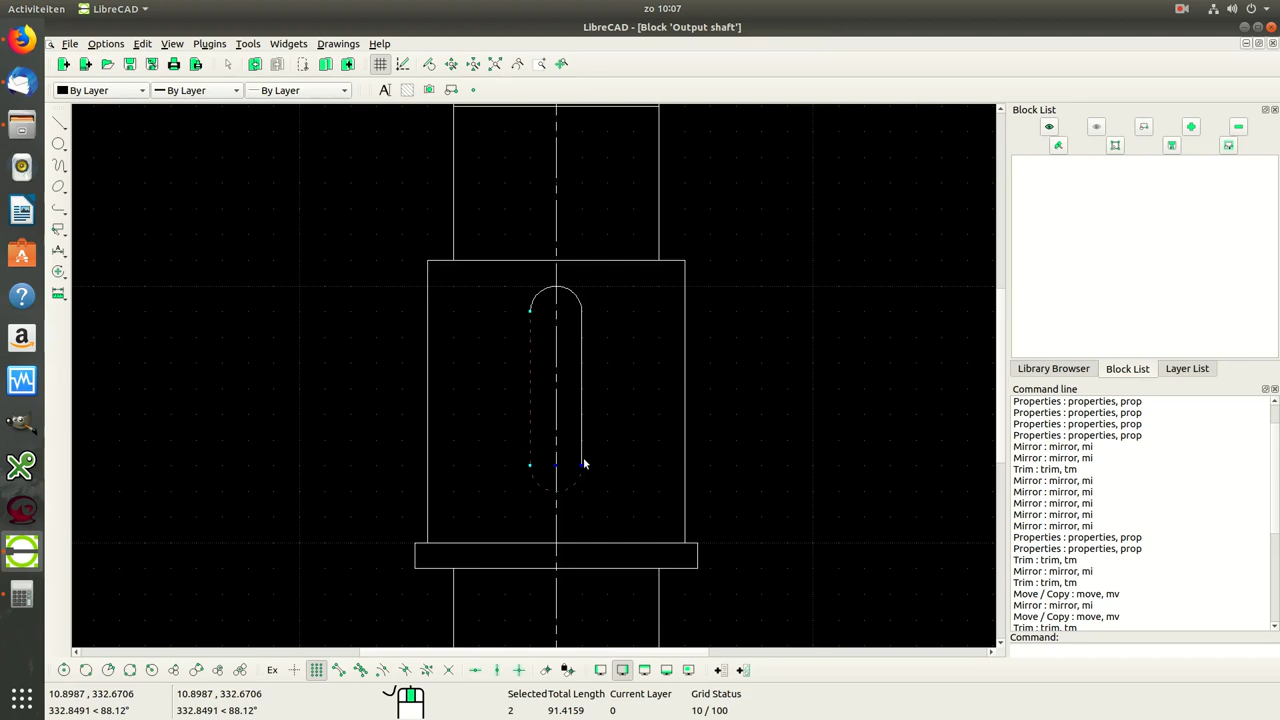 Activiteiten
LibreCAD
zo 10:07
LibreCAD - [Block 'Output shaft']
File Options Edit View Plugins Tools Widgets Drawings Help
By Layer By Layer By Layer
Block List
Library Browser Block List Layer List
Command line
Properties : properties, prop
Properties : properties, prop
Properties : properties, prop
Properties : properties, prop
Mirror : mirror, mi
Mirror : mirror, mi
Trim : trim, tm
Mirror : mirror, mi
Mirror : mirror, mi
Mirror : mirror, mi
Mirror : mirror, mi
Mirror : mirror, mi
Properties : properties, prop
Properties : properties, prop
Trim : trim, tm
Mirror : mirror, mi
Trim : trim, tm
Move / Copy : move, mv
Mirror : mirror, mi
Move / Copy : move, mv
Trim : trim, tm
Command:
Ex
10.8987 , 332.6706 10.8987 , 332.6706 Selected Total Length Current Layer Grid Status
332.8491 < 88.12° 332.8491 < 88.12° 2 91.4159 0 10 / 100